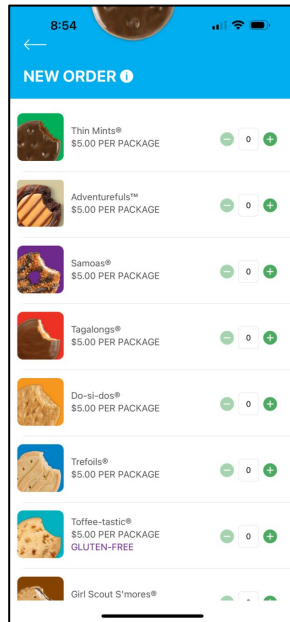 8:54
NEW ORDER i
Thin Mints®
$5.00 PER PACKAGE
0
Adventurefuls™
$5.00 PER PACKAGE
0
Samoas®
$5.00 PER PACKAGE
0
Tagalongs®
$5.00 PER PACKAGE
0
Do-si-dos®
$5.00 PER PACKAGE
0
Trefoils®
$5.00 PER PACKAGE
0
Toffee-tastic®
$5.00 PER PACKAGE
0
GLUTEN-FREE
Girl Scout S'mores®